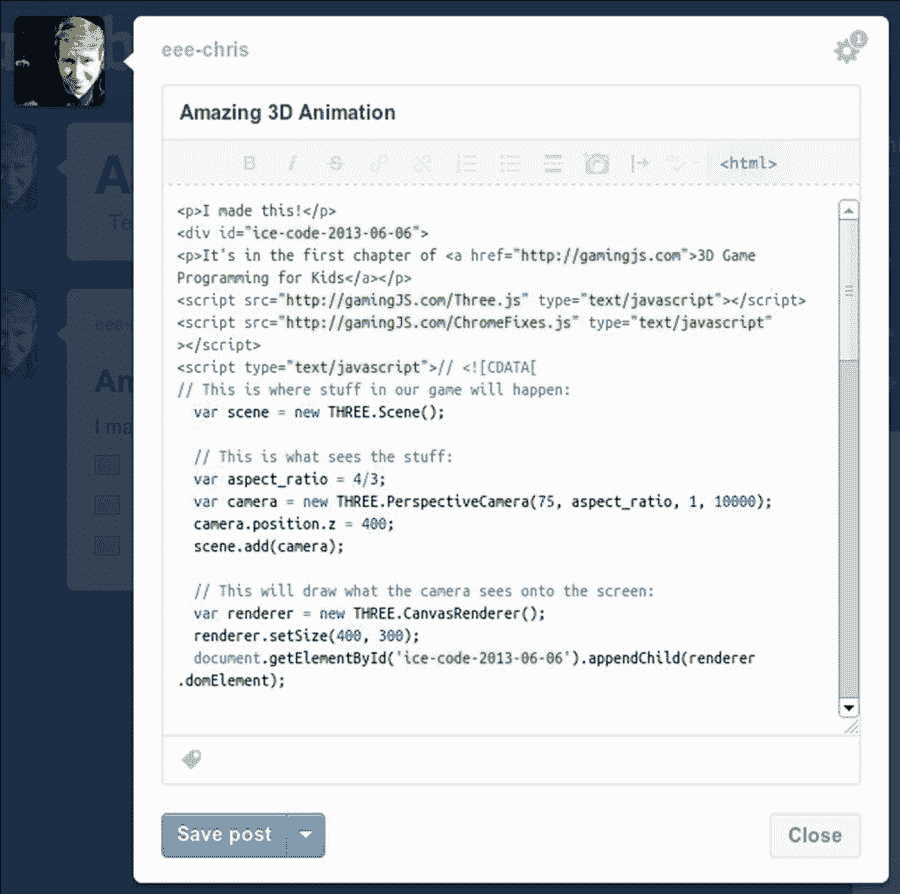 eee-chris
1
Amazing 3D Animation
B I S <html>
<p>I made this!</p>
<div id="ice-code-2013-06-06">
<p>It's in the first chapter of <a href="http://gamingjs.com">3D Game
Programming for Kids</a></p>
<script src="http://gamingJS.com/Three.js" type="text/javascript"></script>
<script src="http://gamingJS.com/ChromeFixes.js" type="text/javascript"
></script>
<script type="text/javascript">// <![CDATA[
// This is where stuff in our game will happen:
  var scene = new THREE.Scene();

  // This is what sees the stuff:
  var aspect_ratio = 4/3;
  var camera = new THREE.PerspectiveCamera(75, aspect_ratio, 1, 10000);
  camera.position.z = 400;
  scene.add(camera);

  // This will draw what the camera sees onto the screen:
  var renderer = new THREE.CanvasRenderer();
  renderer.setSize(400, 300);
  document.getElementById('ice-code-2013-06-06').appendChild(renderer
.domElement);
Save post
Close